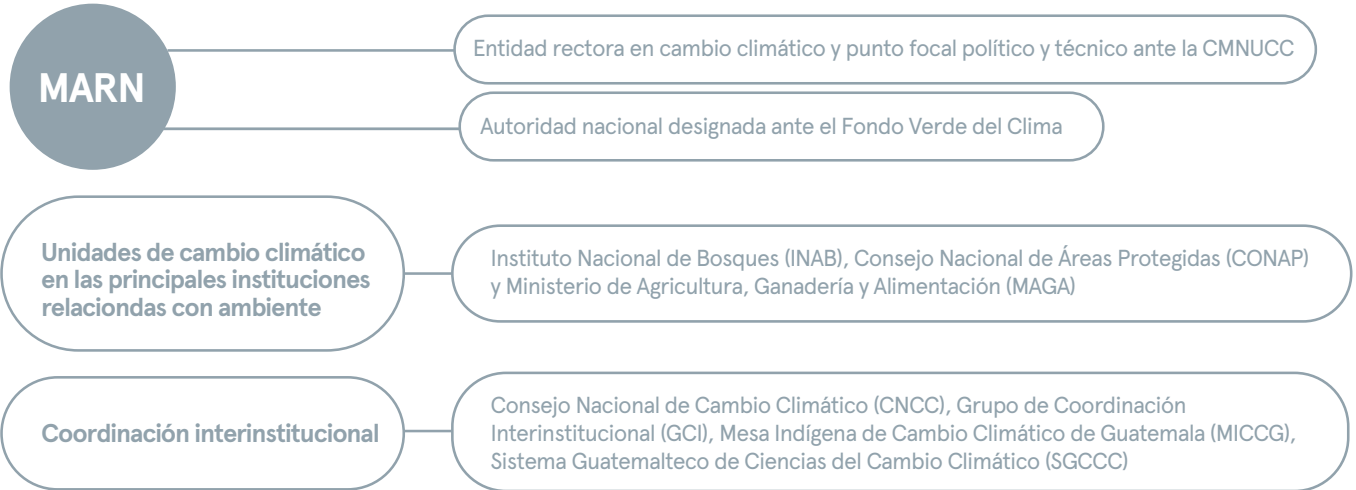 MARN
Entidad rectora en cambio climático y punto focal político y técnico ante la CMNUCC
Autoridad nacional designada ante el Fondo Verde del Clima
Unidades de cambio climático
en las principales instituciones
relaciondas con ambiente
Instituto Nacional de Bosques (INAB), Consejo Nacional de Áreas Protegidas (CONAP)
y Ministerio de Agricultura, Ganadería y Alimentación (MAGA)
Coordinación interinstitucional
Consejo Nacional de Cambio Climático (CNCC), Grupo de Coordinación
Interinstitucional (GCI), Mesa Indígena de Cambio Climático de Guatemala (MICCG),
Sistema Guatemalteco de Ciencias del Cambio Climático (SGCCC)